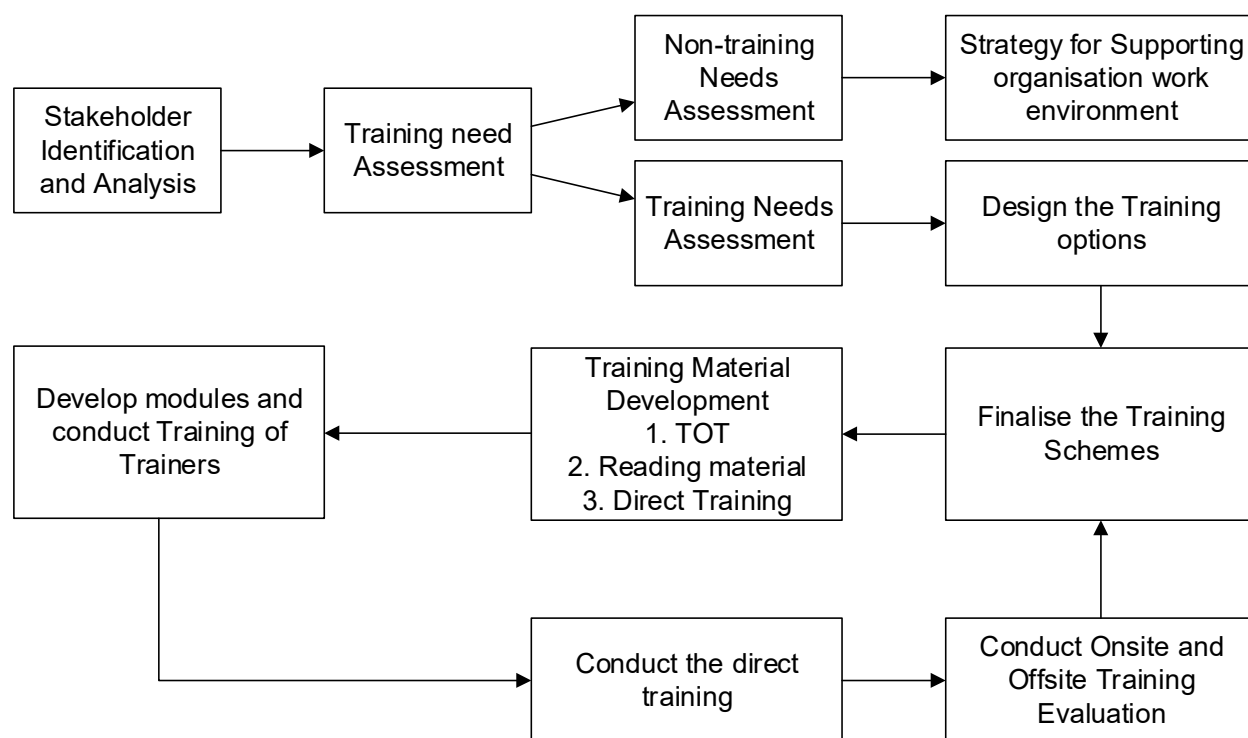 Stakeholder
Identification
and Analysis
Training need
Assessment
Non-training
Needs
Assessment
Strategy for Supporting
organisation work
environment
Training Needs
Assessment
Design the Training
options
Develop modules and
conduct Training of
Trainers
Training Material
Development
1. TOT
2. Reading material
3. Direct Training
Finalise the Training
Schemes
Conduct the direct
training
Conduct Onsite and
Offsite Training
Evaluation